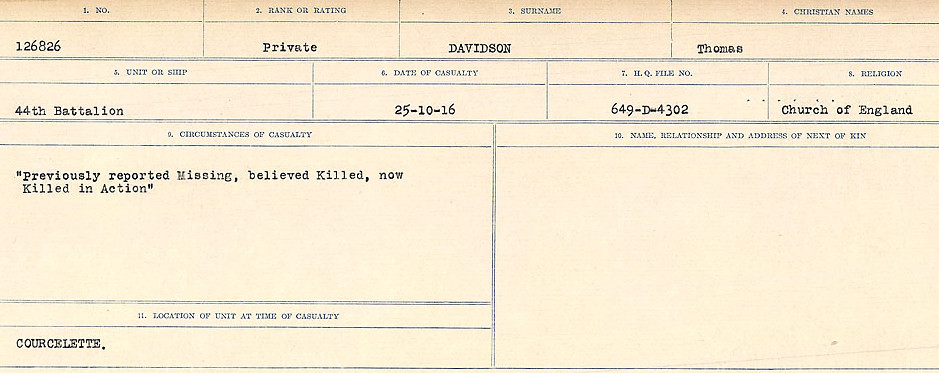 1. NO. 2. RANK OR RATING 3. SURNAME 4. CHRISTIAN NAMES
126826 Private DAVIDSON Thomas
5. UNIT OR SHIP 6. DATE OF CASUALTY 7. H. Q. FILE NO. 8. RELIGION
44th Battalion 25-10-16 649-D-4302 Church of England
9. CIRCUMSTANCES OF CASUALTY 10. NAME, RELATIONSHIP AND ADDRESS OF NEXT OF KIN
"Previously reported Missing, believed Killed, now
Killed in Action"
11. LOCATION OF UNIT AT TIME OF CASUALTY
COURCELETTE.